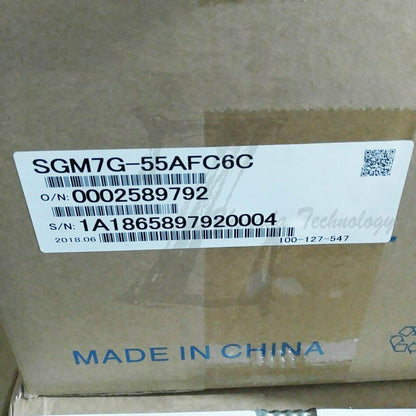 SGM7G-55AFC6C
O/N: 0002589792
S/N: 1A1865897920004
2018.06
100-127-547
Technology
MADE IN CHINA